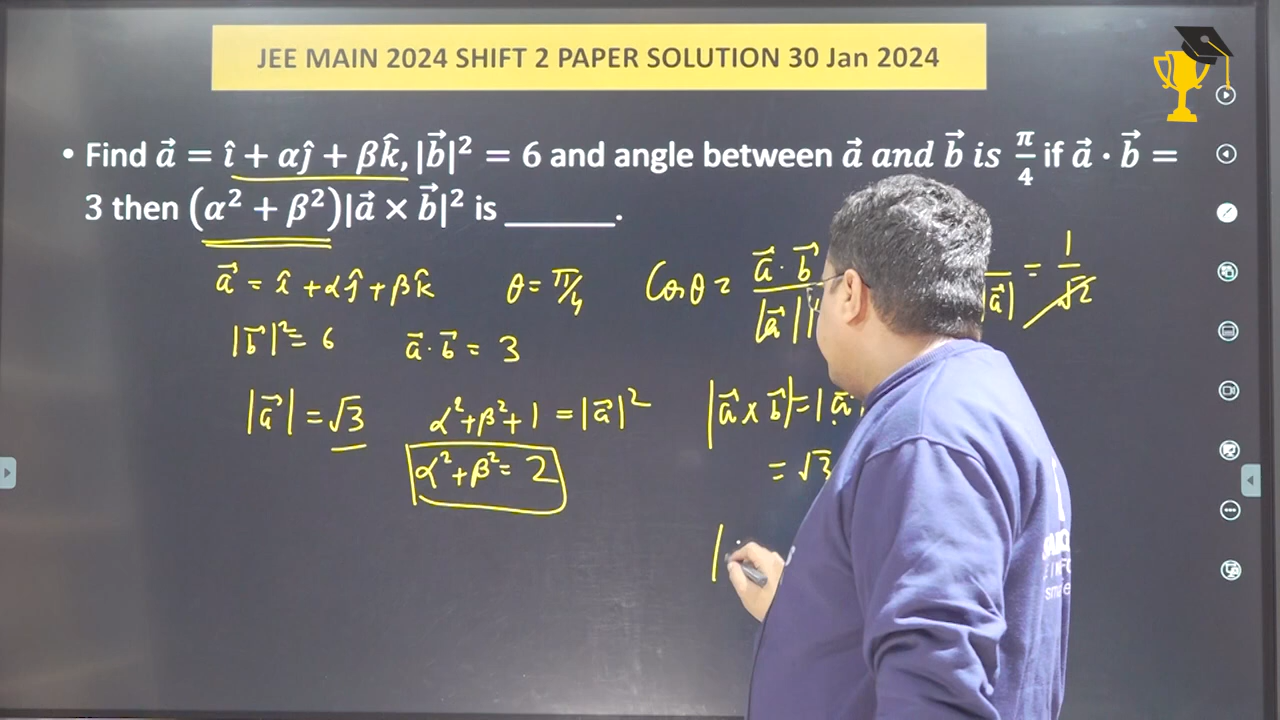 JEE MAIN 2024 SHIFT 2 PAPER SOLUTION 30 Jan 2024
• Find a⃗ = î + αĵ + βk̂, |b⃗|² = 6 and angle between a⃗ and b⃗ is π/4 if a⃗ · b⃗ =
3 then (α² + β²)|a⃗ × b⃗|² is ______.
a⃗ = î + αĵ + βk̂   θ = π/4   Cosθ = a⃗ · b⃗ / |a⃗| |   |a⃗| = 1/√2
|b⃗|² = 6   a⃗ · b⃗ = 3
|a⃗| = √3   α² + β² + 1 = |a⃗|²   |a⃗ × b⃗| = |a⃗
α² + β² = 2   = √3